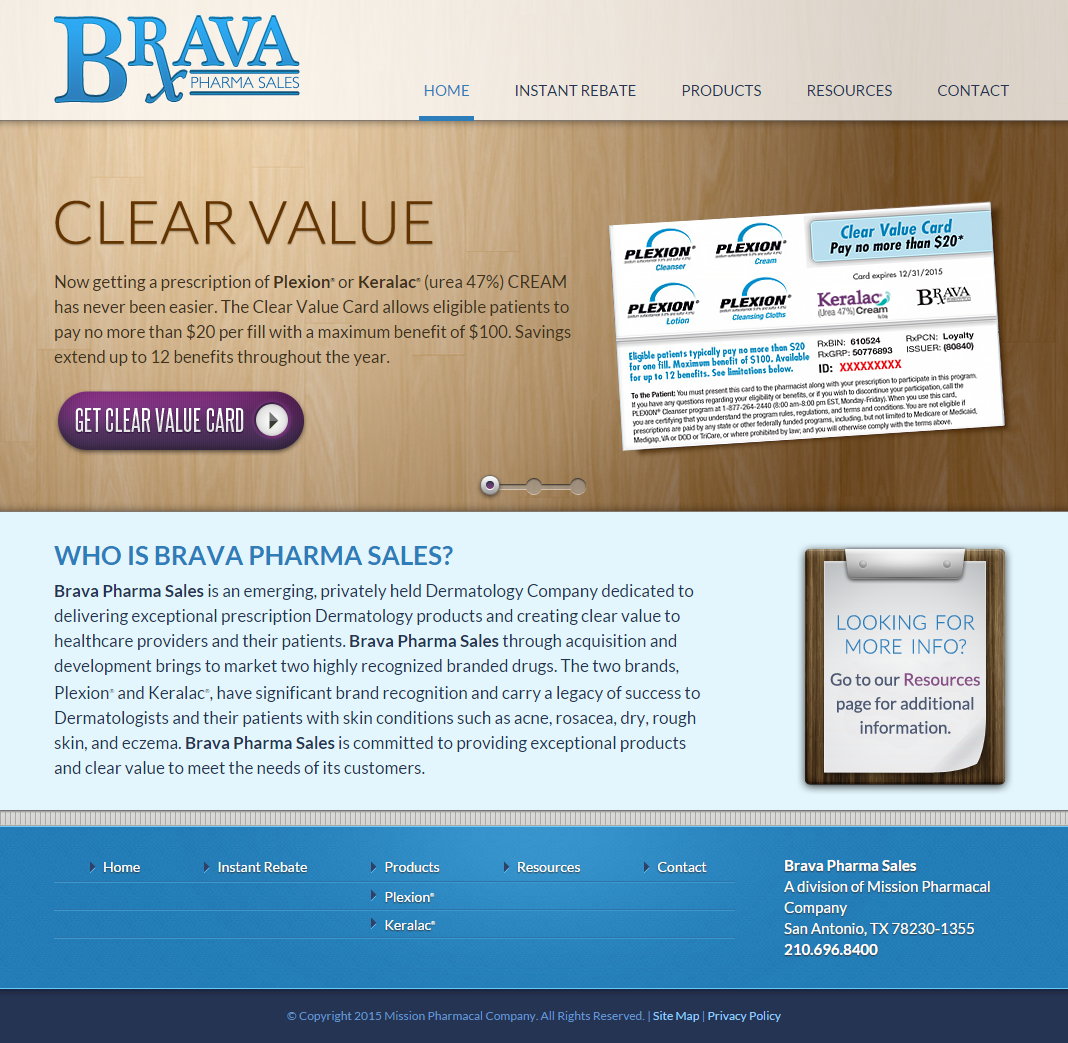 BRAVA
PHARMA SALES
HOME
INSTANT REBATE
PRODUCTS
RESOURCES
CONTACT
CLEAR VALUE
Now getting a prescription of Plexion® or Keralac® (urea 47%) CREAM
has never been easier. The Clear Value Card allows eligible patients to
pay no more than $20 per fill with a maximum benefit of $100. Savings
extend up to 12 benefits throughout the year.
GET CLEAR VALUE CARD
PLEXION®
Cleanser
PLEXION®
Cream
PLEXION®
Lotion
PLEXION®
Cleansing Cloths
Clear Value Card
Pay no more than $20*
Card expires 12/31/2015
Keralac
(Urea 47%) Cream
BRAVA
Eligible patients typically pay no more than $20
for one fill. Maximum benefit of $100. Available
for up to 12 benefits. See limitations below.
RxBIN: 610524
RxPCN: Loyalty
RxGRP: 50776893
ISSUER: (80840)
ID: XXXXXXXXX
To the Patient: You must present this card to the pharmacist along with your prescription to participate in this program.
If you have any questions regarding your eligibility or benefits, or if you wish to discontinue your participation, call the
PLEXION® Cleanser program at 1-877-264-2440 (8:00 am-8:00 pm EST, Monday-Friday). When you use this card,
you are certifying that you understand the program rules, regulations, and terms and conditions. You are not eligible if
prescriptions are paid by any state or other federally funded programs, including, but not limited to Medicare or Medicaid,
Medigap, VA or DOD or TriCare, or where prohibited by law; and you will otherwise comply with the terms above.
WHO IS BRAVA PHARMA SALES?
Brava Pharma Sales is an emerging, privately held Dermatology Company dedicated to
delivering exceptional prescription Dermatology products and creating clear value to
healthcare providers and their patients. Brava Pharma Sales through acquisition and
development brings to market two highly recognized branded drugs. The two brands,
Plexion® and Keralac®, have significant brand recognition and carry a legacy of success to
Dermatologists and their patients with skin conditions such as acne, rosacea, dry, rough
skin, and eczema. Brava Pharma Sales is committed to providing exceptional products
and clear value to meet the needs of its customers.
LOOKING FOR
MORE INFO?
Go to our Resources
page for additional
information.
Home
Instant Rebate
Products
Resources
Contact
Plexion®
Keralac®
Brava Pharma Sales
A division of Mission Pharmacal
Company
San Antonio, TX 78230-1355
210.696.8400
© Copyright 2015 Mission Pharmacal Company. All Rights Reserved. | Site Map | Privacy Policy